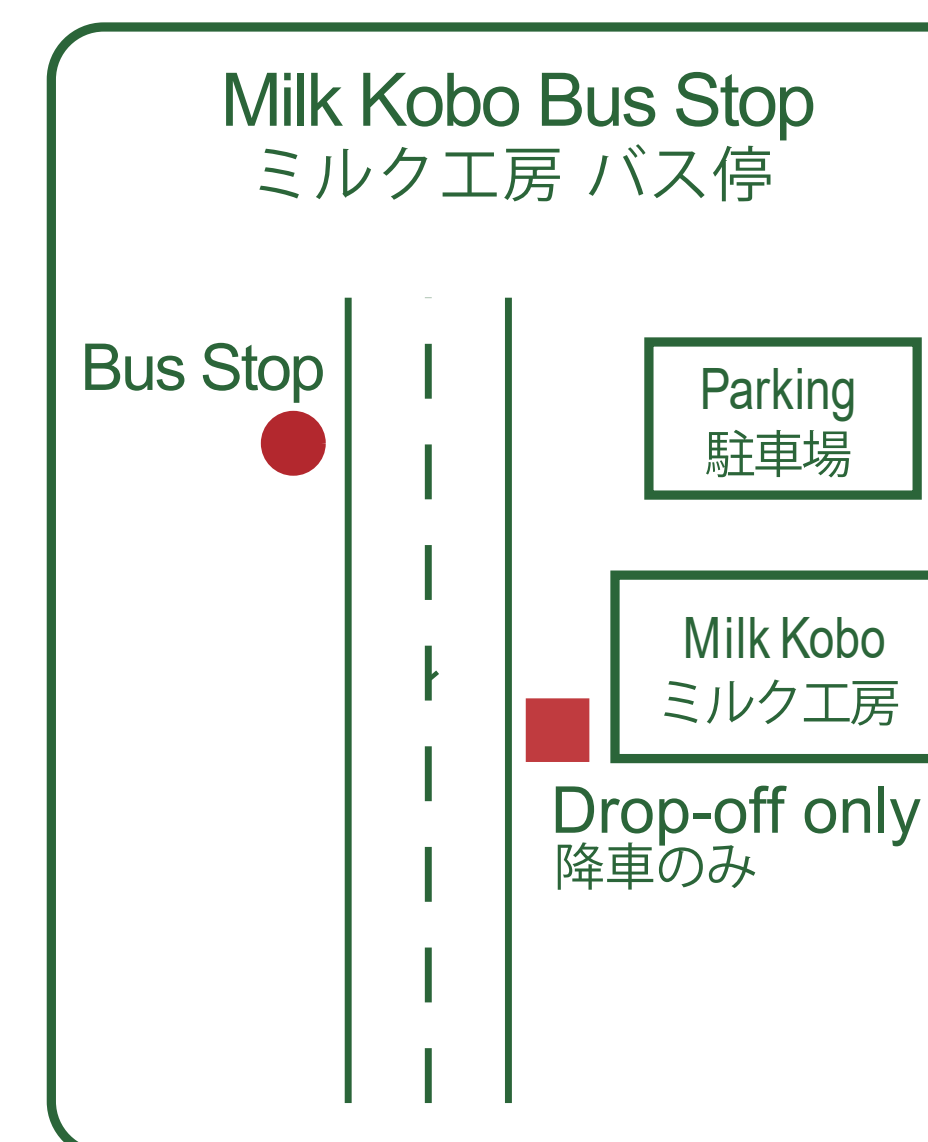 Milk Kobo Bus Stop
ミルク工房 バス停
Bus Stop
Parking
駐車場
Milk Kobo
ミルク工房
Drop-off only
降車のみ